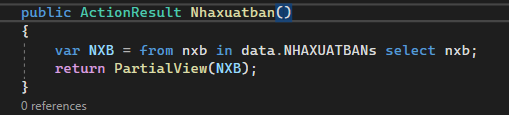 public ActionResult Nhaxuatban()
{
var NXB = from nxb in data.NHAXUATBANs select nxb;
return PartialView(NXB);
}
0 references